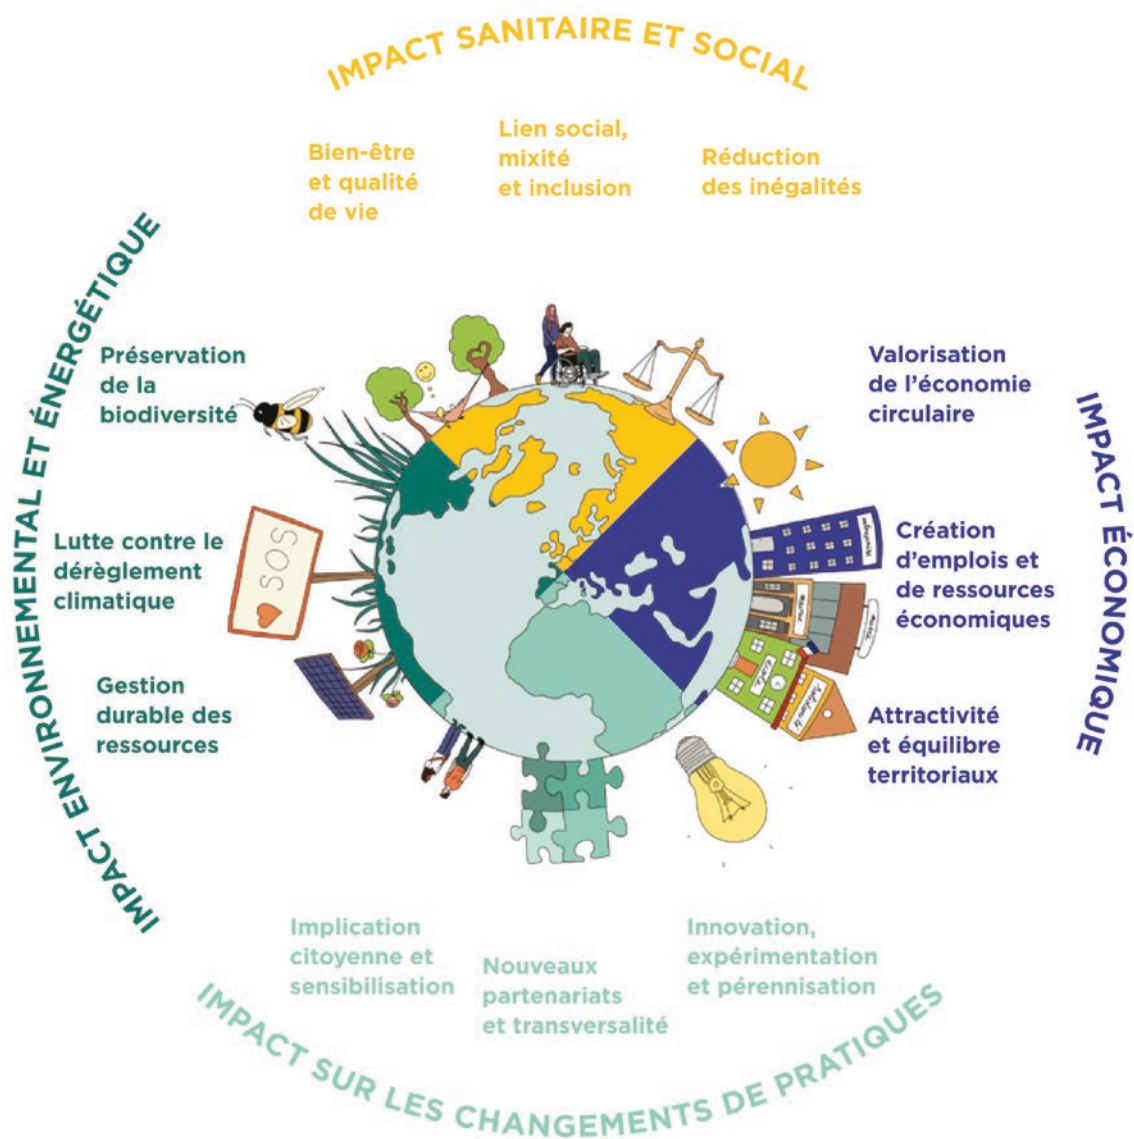 IMPACT SANITAIRE ET SOCIAL
Bien-être
et qualité
de vie
Lien social,
mixité
et inclusion
Réduction
des inégalités
IMPACT ENVIRONNEMENTAL ET ÉNERGÉTIQUE
Préservation
de la
biodiversité
Lutte contre le
dérèglement
climatique
Gestion
durable des
ressources
SOS
IMPACT ÉCONOMIQUE
Valorisation
de l'économie
circulaire
Création
d'emplois et
de ressources
économiques
Attractivité
et équilibre
territoriaux
Implication
citoyenne et
sensibilisation
Nouveaux
partenariats
et transversalité
Innovation,
expérimentation
et pérennisation
IMPACT SUR LES CHANGEMENTS DE PRATIQUES